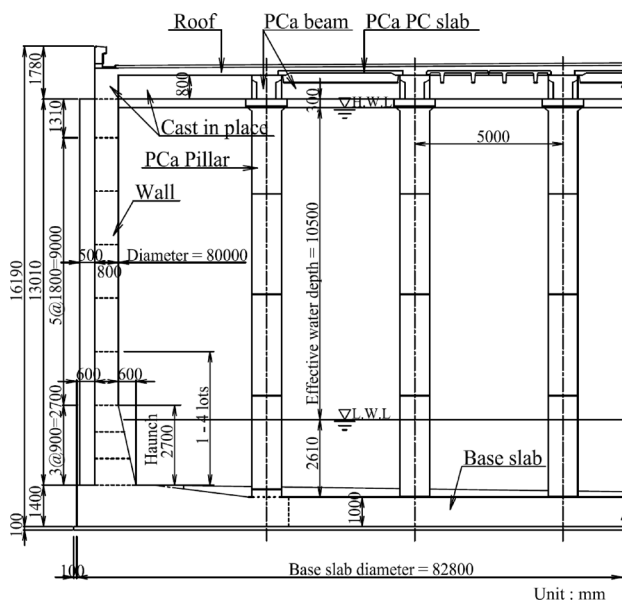 Roof
PCa beam
PCa PC slab
1780
800
300
H.W.L
1310
Cast in place
PCa Pillar
5000
Wall
500
800
Diameter = 80000
16190
13010
5@1800=9000
Effective water depth = 10500
600
600
1 - 4 lots
3@900=2700
Haunch
2700
L.W.L
2610
Base slab
1400
1000
100
100
Base slab diameter = 82800
Unit : mm